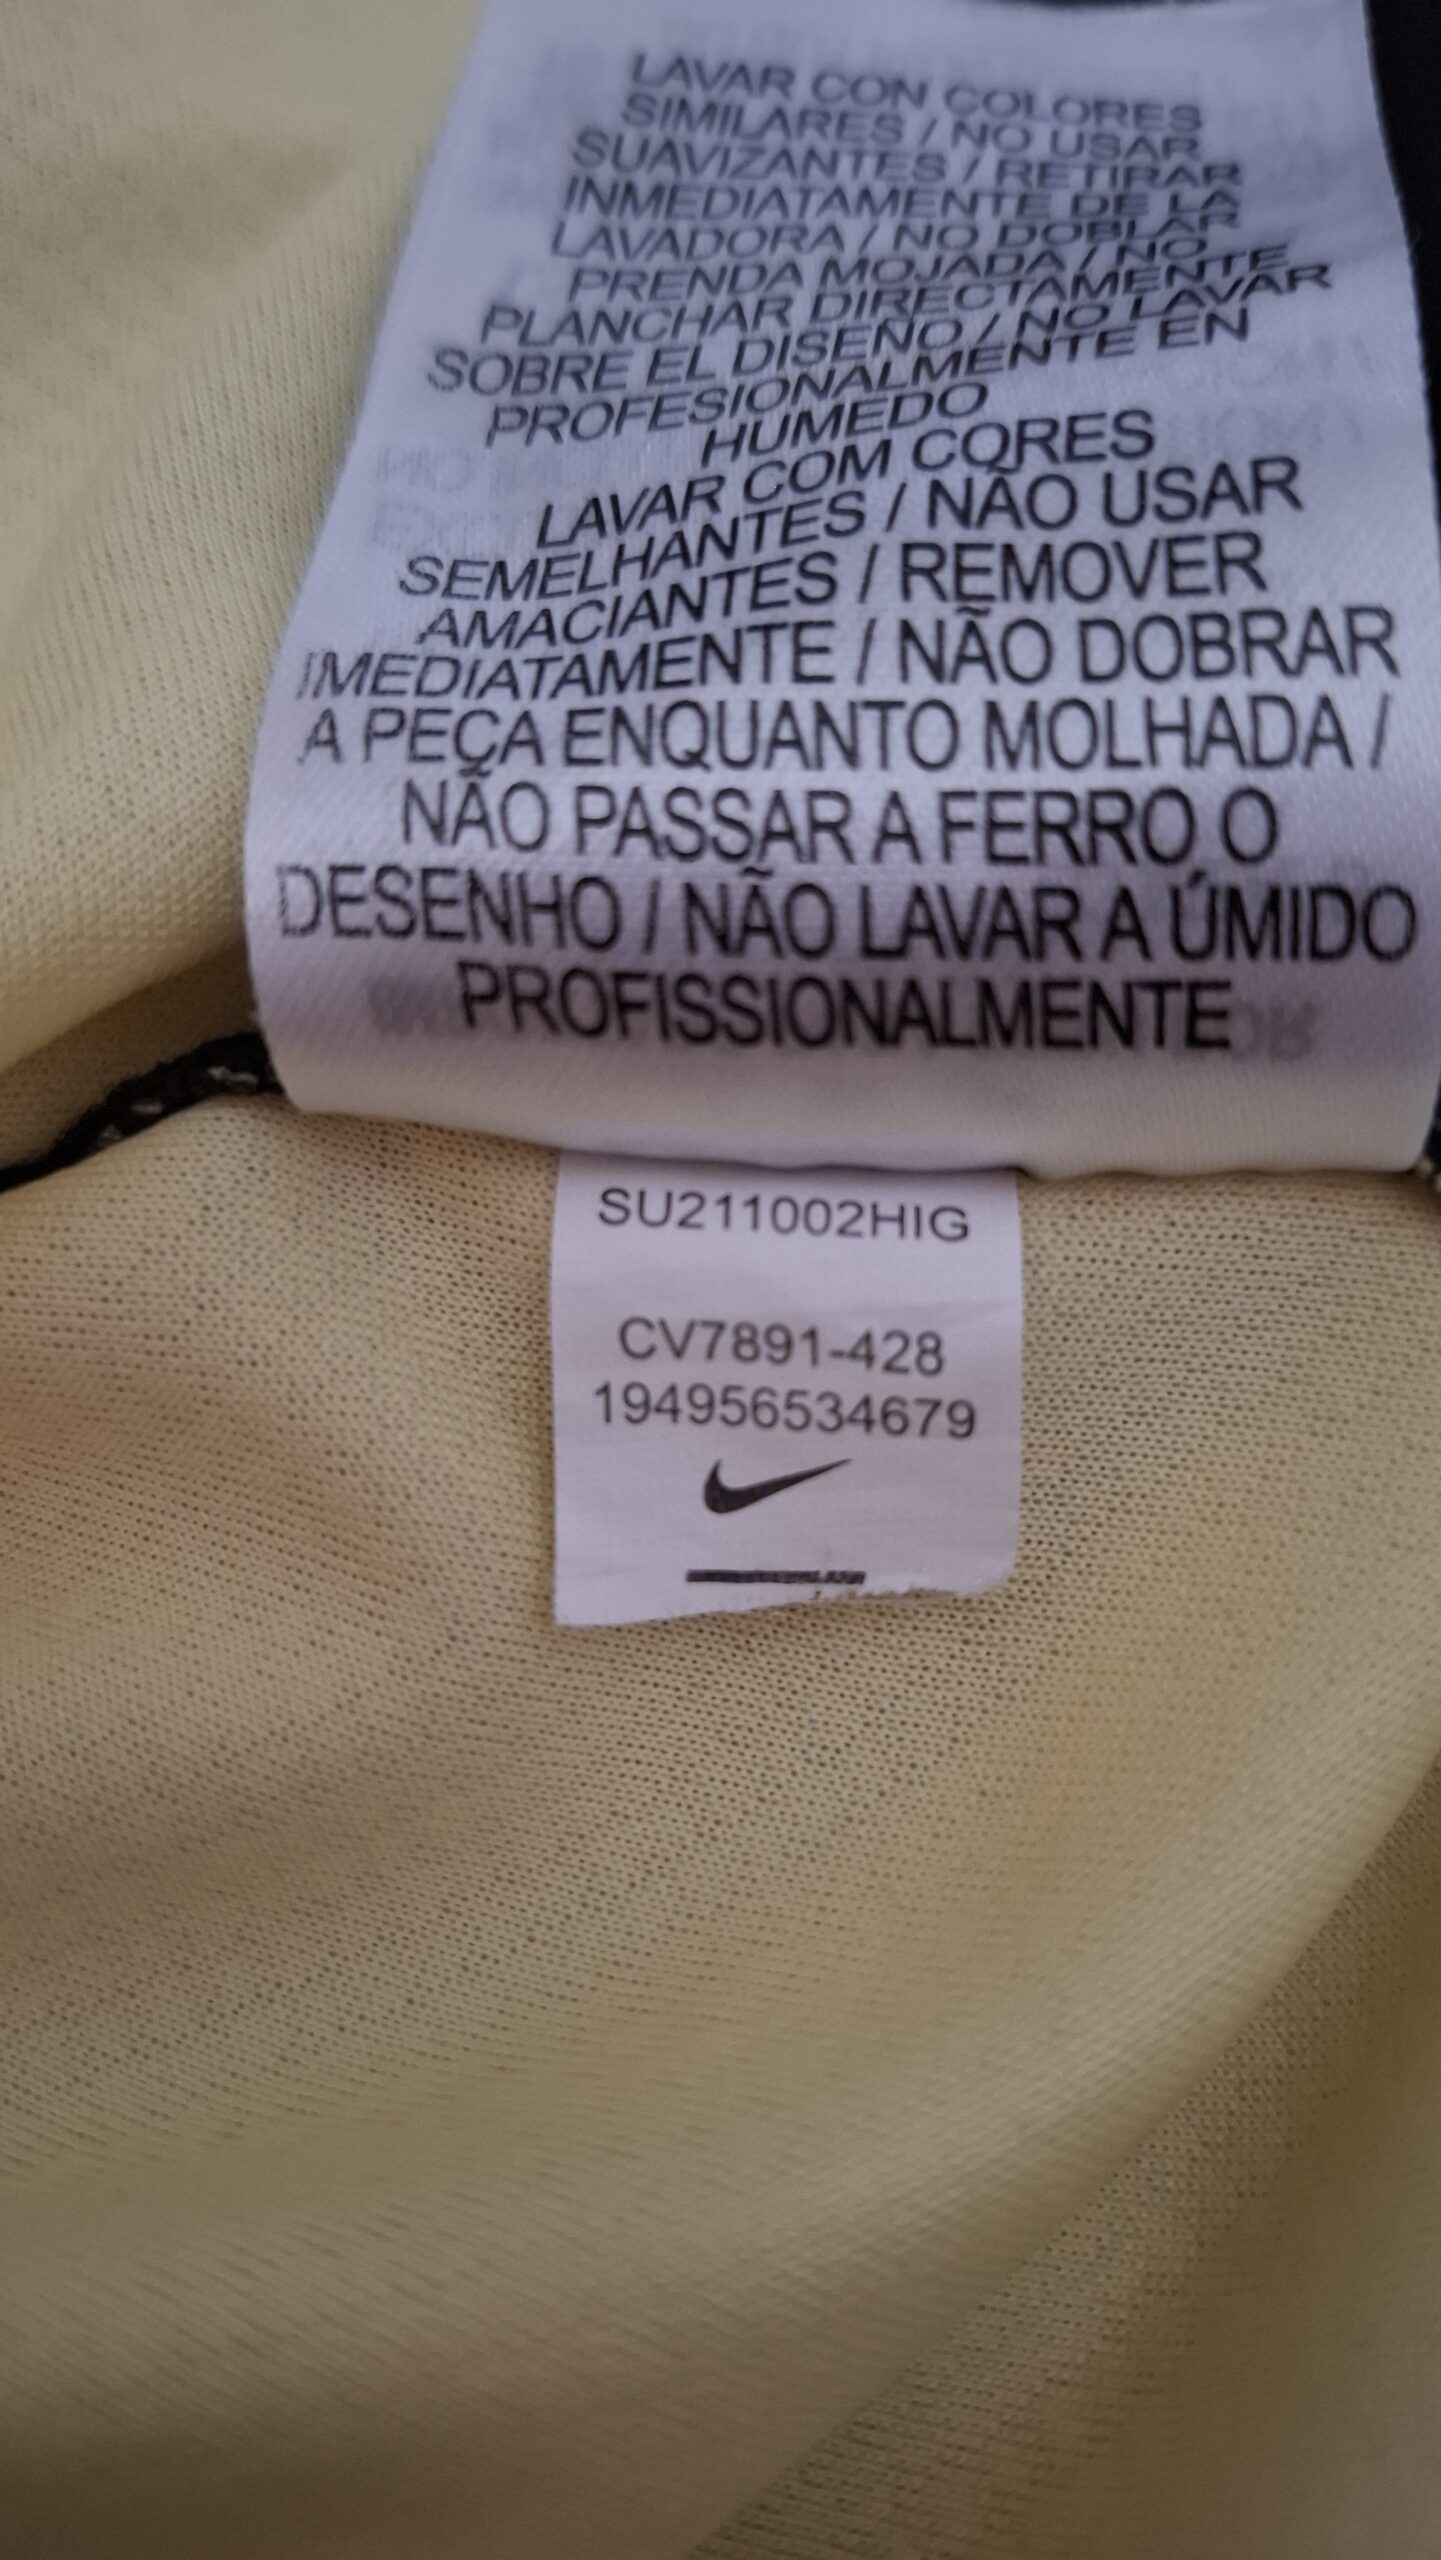 LAVAR CON COLORES
SIMILARES / NO USAR
SUAVIZANTES / RETIRAR
INMEDIATAMENTE DE LA
LAVADORA / NO DOBLAR
PRENDA MOJADA / NO
PLANCHAR DIRECTAMENTE
SOBRE EL DISEÑO / NO LAVAR
PROFESIONALMENTE EN
HUMEDO
LAVAR COM CORES
SEMELHANTES / NÃO USAR
AMACIANTES / REMOVER
IMEDIATAMENTE / NÃO DOBRAR
A PEÇA ENQUANTO MOLHADA /
NÃO PASSAR A FERRO O
DESENHO / NÃO LAVAR A ÚMIDO
PROFISSIONALMENTE
SU211002HIG
CV7891-428
194956534679